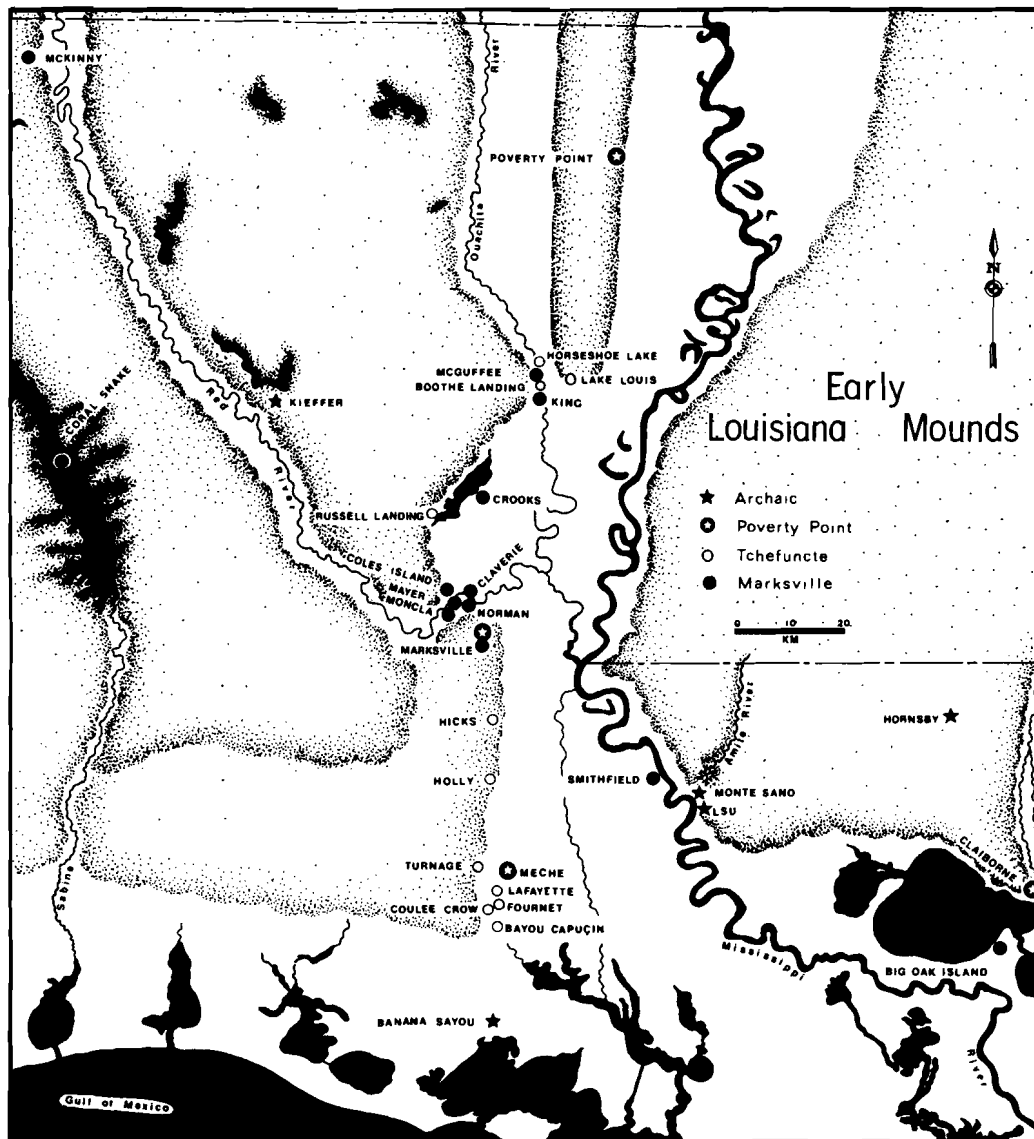 MCKINNY
River
POVERTY POINT
Ouachita
N
HORSESHOE LAKE
MCGUFFEE
BOOTHE LANDING
LAKE LOUIS
KING
KIEFFER
Early
Louisiana Mounds
CORAL SNAKE
Red
River
Archaic
Poverty Point
Tchefuncte
Marksville
0 10 20
KM
CROOKS
RUSSELL LANDING
COLES ISLAND
MAYER
MONCLA
CLAVERIE
NORMAN
MARKSVILLE
HICKS
HOLLY
Amite River
HORNSBY
SMITHFIELD
MONTE SANO
LSU
TURNAGE
MECHE
LAFAYETTE
COULEE CROW
FOURNET
BAYOU CAPUÇIN
Sabine
CLAIBORNE
Mississippi
BIG OAK ISLAND
River
BANANA SAYOU
Gulf of Mexico